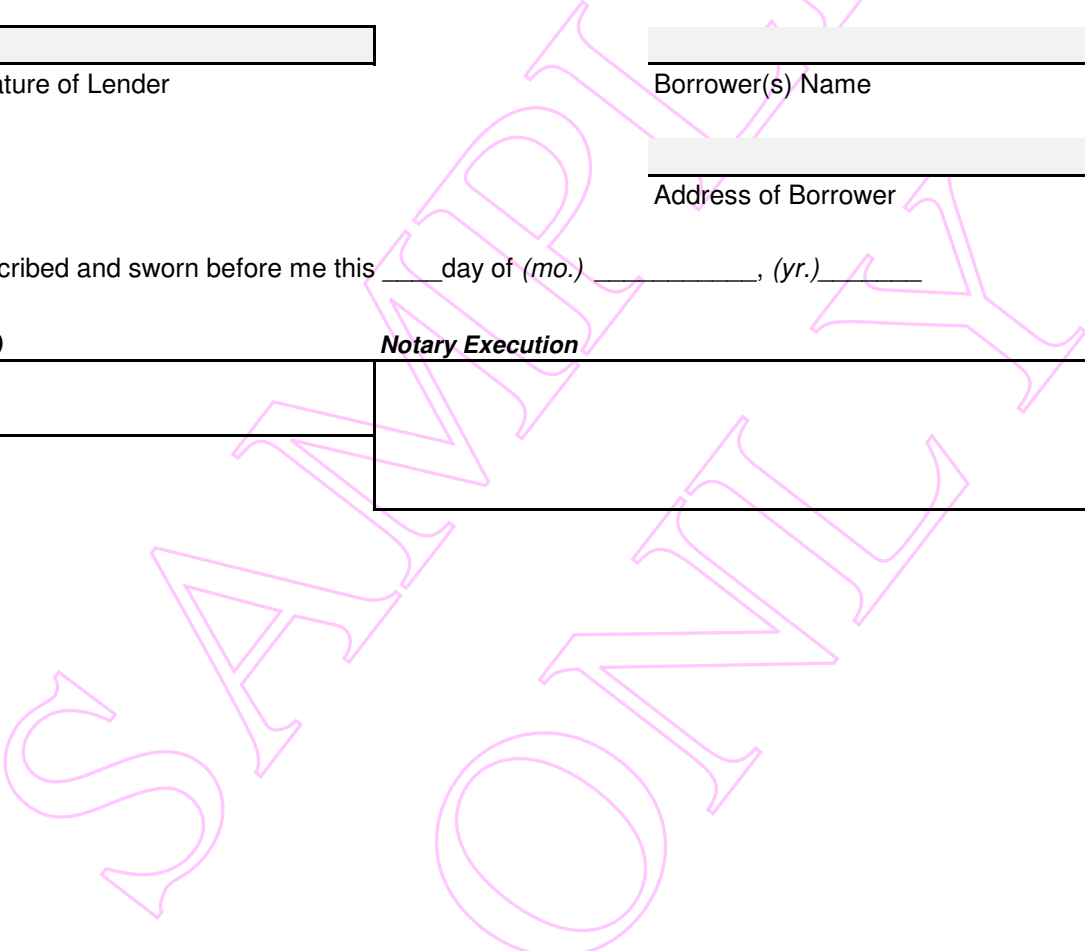 ature of Lender
Borrower(s) Name
Address of Borrower
cribed and sworn before me this ____day of (mo.) ___________, (yr.)_______
) Notary Execution
SAMPLE
ONLY